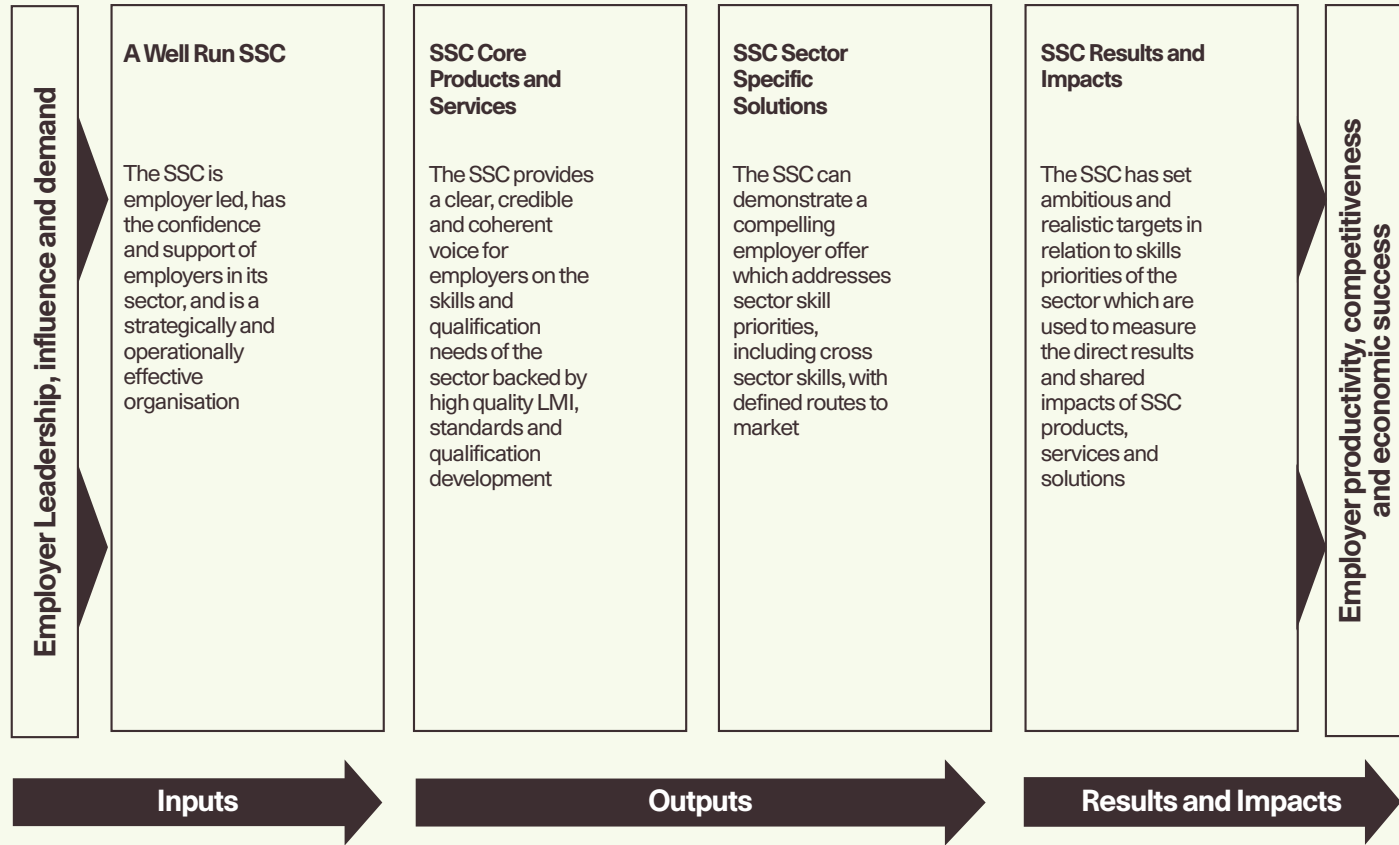 Employer Leadership, influence and demand
A Well Run SSC
The SSC is
employer led, has
the confidence
and support of
employers in its
sector, and is a
strategically and
operationally
effective
organisation
SSC Core
Products and
Services
The SSC provides
a clear, credible
and coherent
voice for
employers on the
skills and
qualification
needs of the
sector backed by
high quality LMI,
standards and
qualification
development
SSC Sector
Specific
Solutions
The SSC can
demonstrate a
compelling
employer offer
which addresses
sector skill
priorities,
including cross
sector skills, with
defined routes to
market
SSC Results and
Impacts
The SSC has set
ambitious and
realistic targets in
relation to skills
priorities of the
sector which are
used to measure
the direct results
and shared
impacts of SSC
products,
services and
solutions
Employer productivity, competitiveness
and economic success
Inputs
Outputs
Results and Impacts